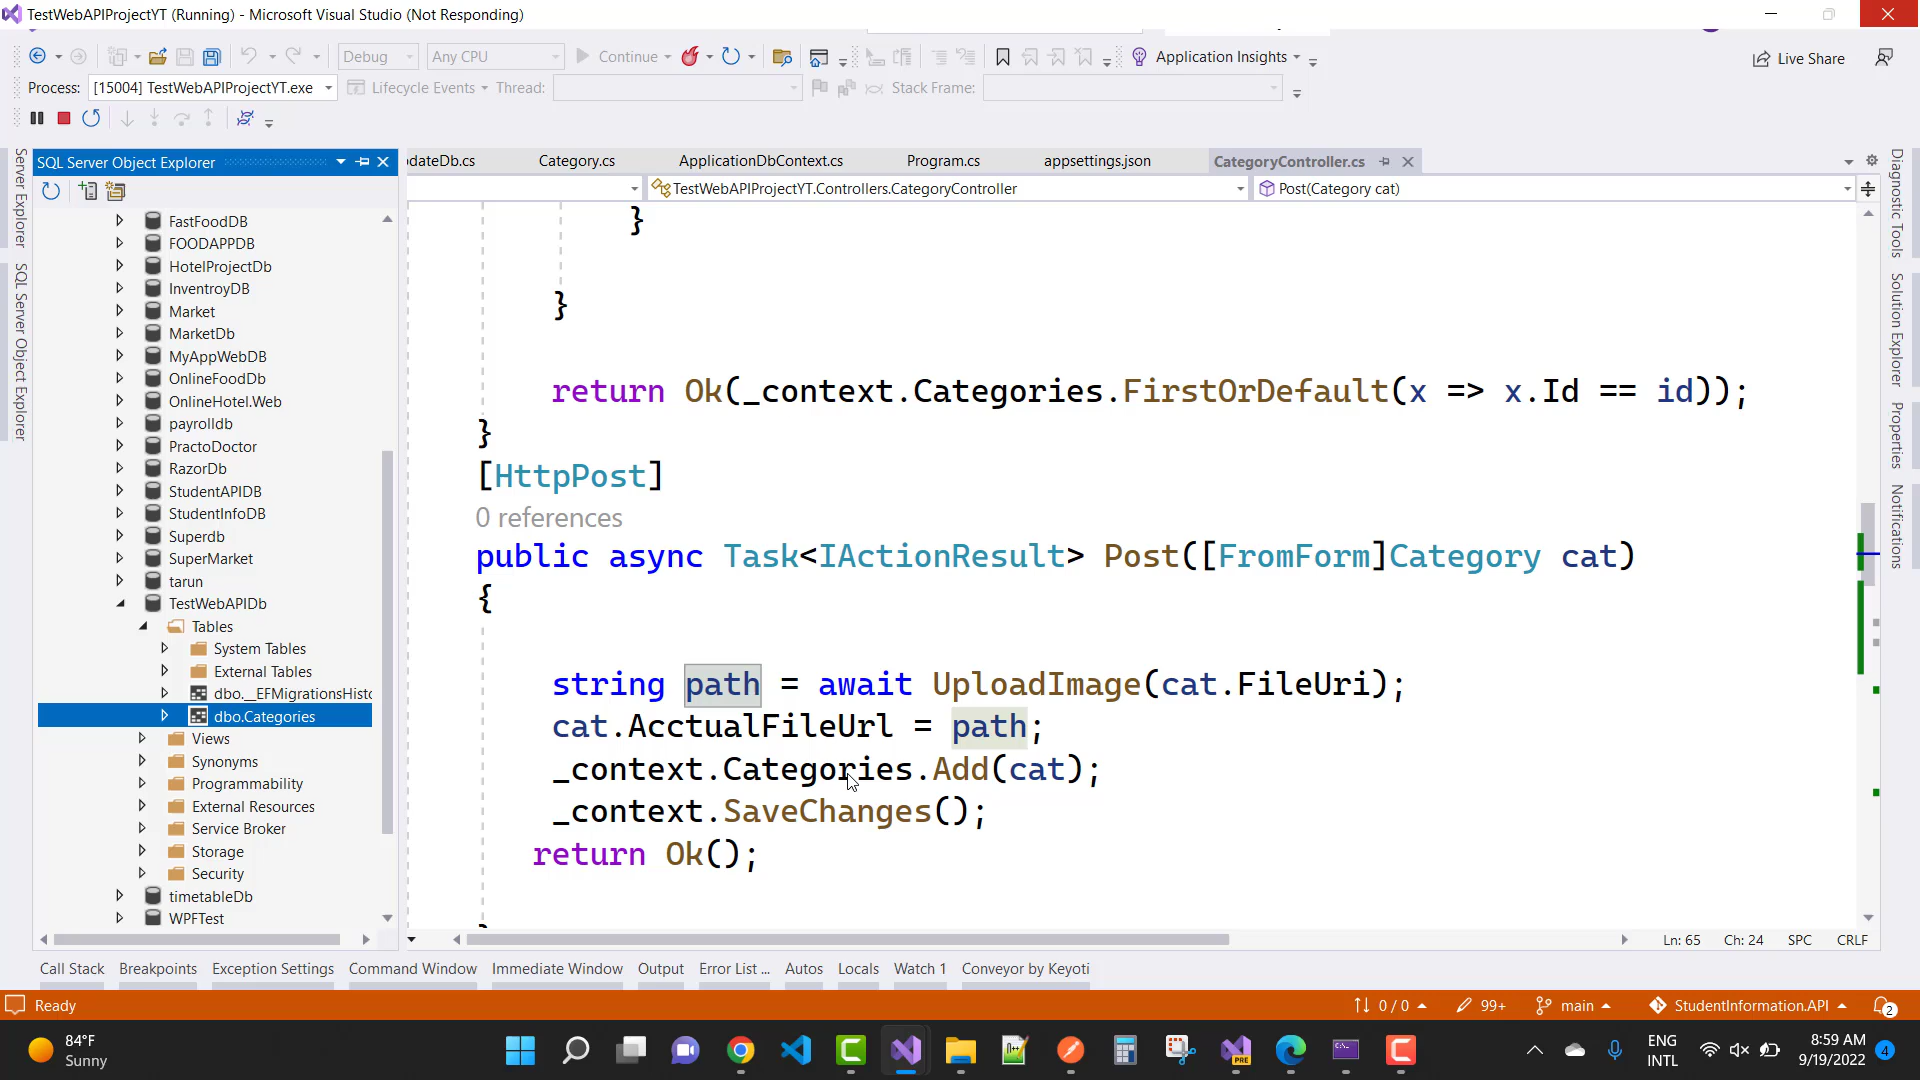 TestWebAPIProjectYT (Running) - Microsoft Visual Studio (Not Responding)
Debug
Any CPU
Continue
Application Insights
Live Share
Process:
[15004] TestWebAPIProjectYT.exe
Lifecycle Events
Thread:
Stack Frame:
Server Explorer
SQL Server Object Explorer
SQL Server Object Explorer
FastFoodDB
FOODAPPDB
HotelProjectDb
InventroyDB
Market
MarketDb
MyAppWebDB
OnlineFoodDb
OnlineHotel.Web
payrolldb
PractoDoctor
RazorDb
StudentAPIDB
StudentInfoDB
Superdb
SuperMarket
tarun
TestWebAPIDb
Tables
System Tables
External Tables
dbo.__EFMigrationsHisto
dbo.Categories
Views
Synonyms
Programmability
External Resources
Service Broker
Storage
Security
timetableDb
WPFTest
odateDb.cs
Category.cs
ApplicationDbContext.cs
Program.cs
appsettings.json
CategoryController.cs
TestWebAPIProjectYT.Controllers.CategoryController
Post(Category cat)
}
}
return Ok(_context.Categories.FirstOrDefault(x => x.Id == id));
}
[HttpPost]
0 references
public async Task<IActionResult> Post([FromForm]Category cat)
{
string path = await UploadImage(cat.FileUri);
cat.AcctualFileUrl = path;
_context.Categories.Add(cat);
_context.SaveChanges();
return Ok();
Diagnostic Tools
Solution Explorer
Properties
Notifications
Ln: 65
Ch: 24
SPC
CRLF
Call Stack
Breakpoints
Exception Settings
Command Window
Immediate Window
Output
Error List ...
Autos
Locals
Watch 1
Conveyor by Keyoti
Ready
0 / 0
99+
main
StudentInformation.API
2
84°F
Sunny
PRE
ENG
INTL
8:59 AM
9/19/2022
4